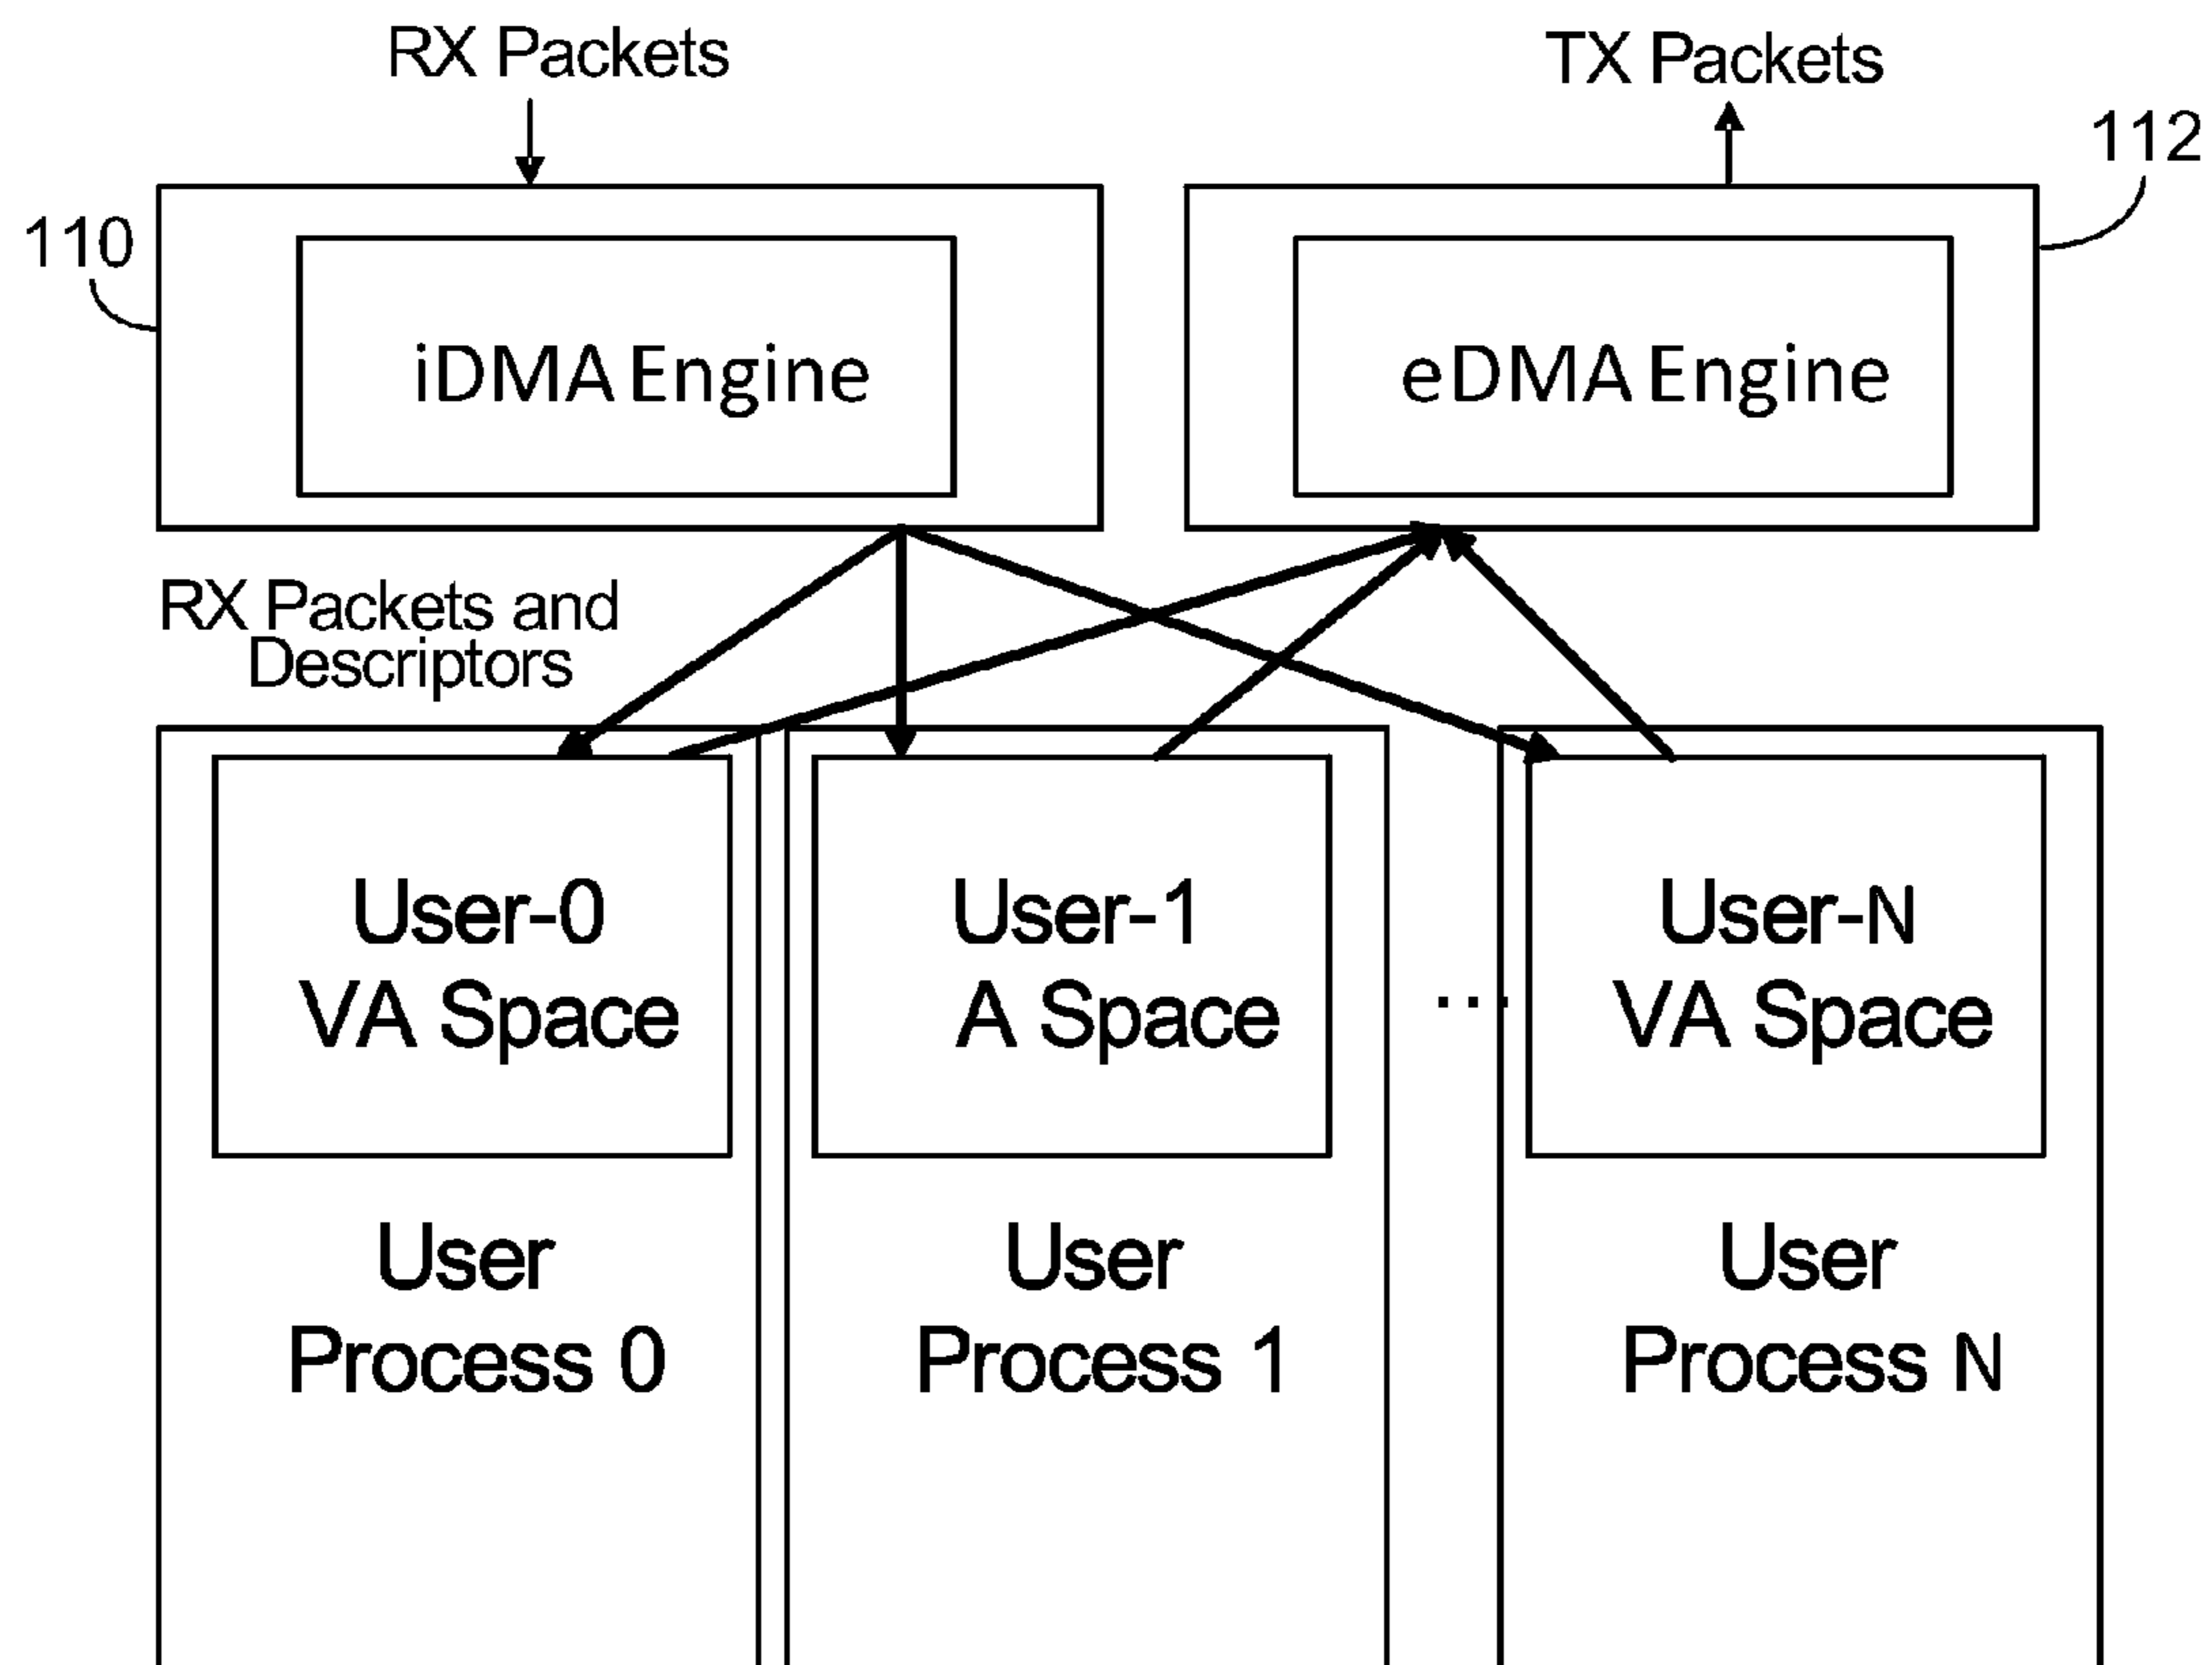 RX Packets
TX Packets
112
110
iDMA Engine
eDMA Engine
RX Packets and
Descriptors
User-0
VA Space
User-1
A Space
...
User-N
VA Space
User
Process 0
User
Process 1
User
Process N